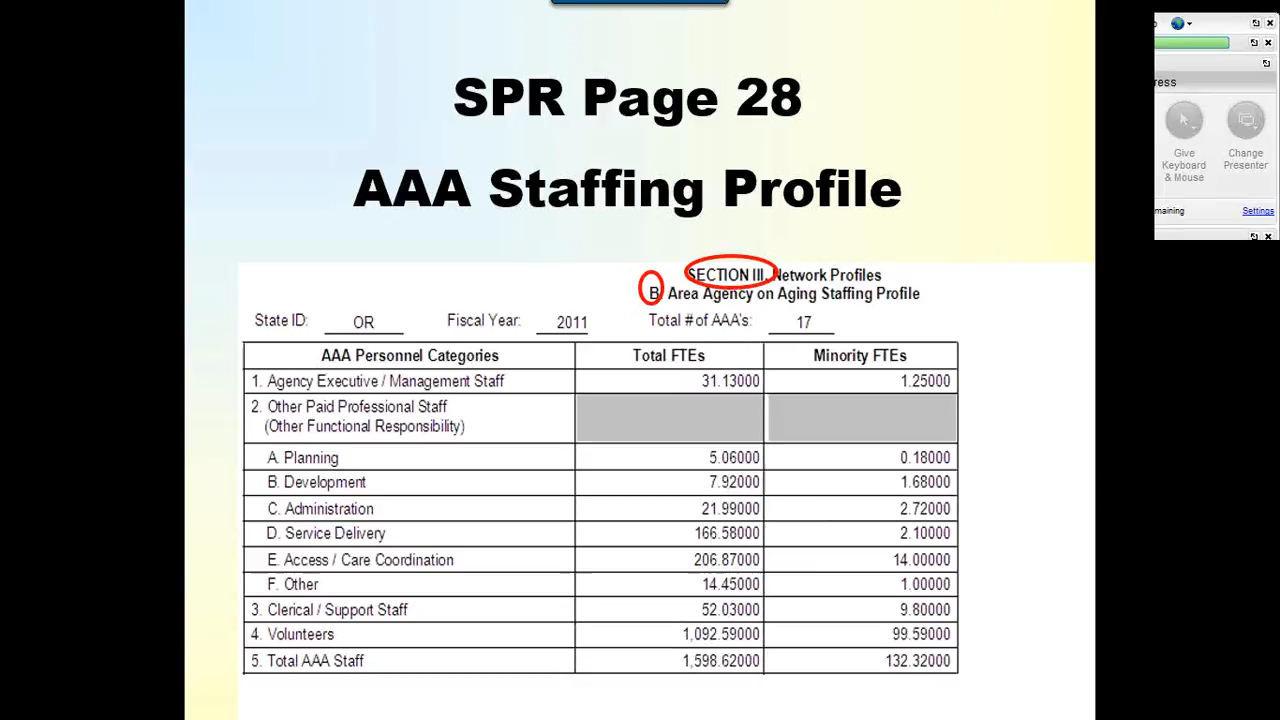 SPR Page 28
AAA Staffing Profile
SECTION III. Network Profiles
B. Area Agency on Aging Staffing Profile
State ID: OR Fiscal Year: 2011 Total # of AAA's: 17
AAA Personnel Categories Total FTEs Minority FTEs
1. Agency Executive / Management Staff 31.13000 1.25000
2. Other Paid Professional Staff
(Other Functional Responsibility)
A. Planning 5.06000 0.18000
B. Development 7.92000 1.68000
C. Administration 21.99000 2.72000
D. Service Delivery 166.58000 2.10000
E. Access / Care Coordination 206.87000 14.00000
F. Other 14.45000 1.00000
3. Clerical / Support Staff 52.03000 9.80000
4. Volunteers 1,092.59000 99.59000
5. Total AAA Staff 1,598.62000 132.32000
ress
Give
Keyboard
& Mouse
Change
Presenter
maining
Settings